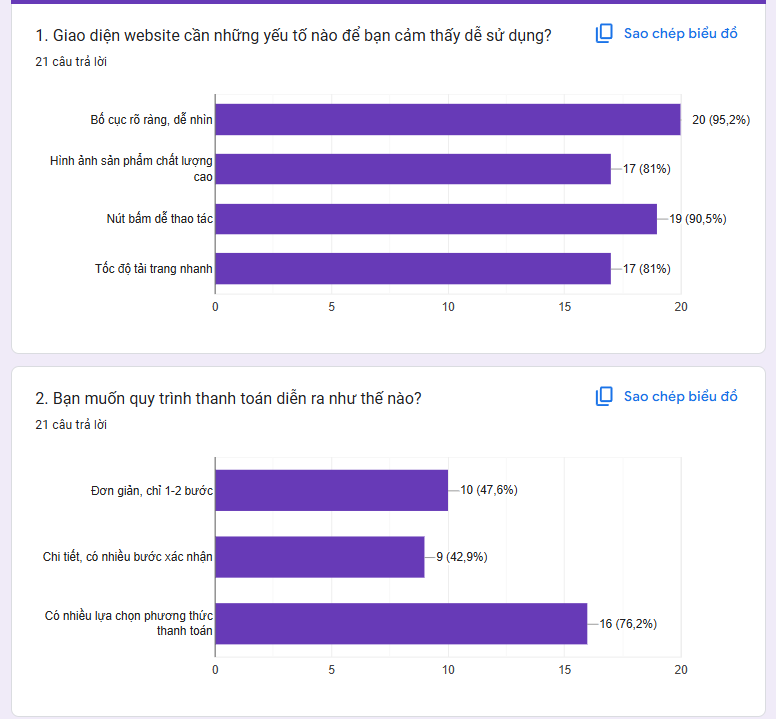 1. Giao diện website cần những yếu tố nào để bạn cảm thấy dễ sử dụng?
Sao chép biểu đồ
21 câu trả lời
Bố cục rõ ràng, dễ nhìn
20 (95,2%)
Hình ảnh sản phẩm chất lượng
cao
17 (81%)
Nút bấm dễ thao tác
19 (90,5%)
Tốc độ tải trang nhanh
17 (81%)
0 5 10 15 20
2. Bạn muốn quy trình thanh toán diễn ra như thế nào?
Sao chép biểu đồ
21 câu trả lời
Đơn giản, chỉ 1-2 bước
10 (47,6%)
Chi tiết, có nhiều bước xác nhận
9 (42,9%)
Có nhiều lựa chọn phương thức
thanh toán
16 (76,2%)
0 5 10 15 20